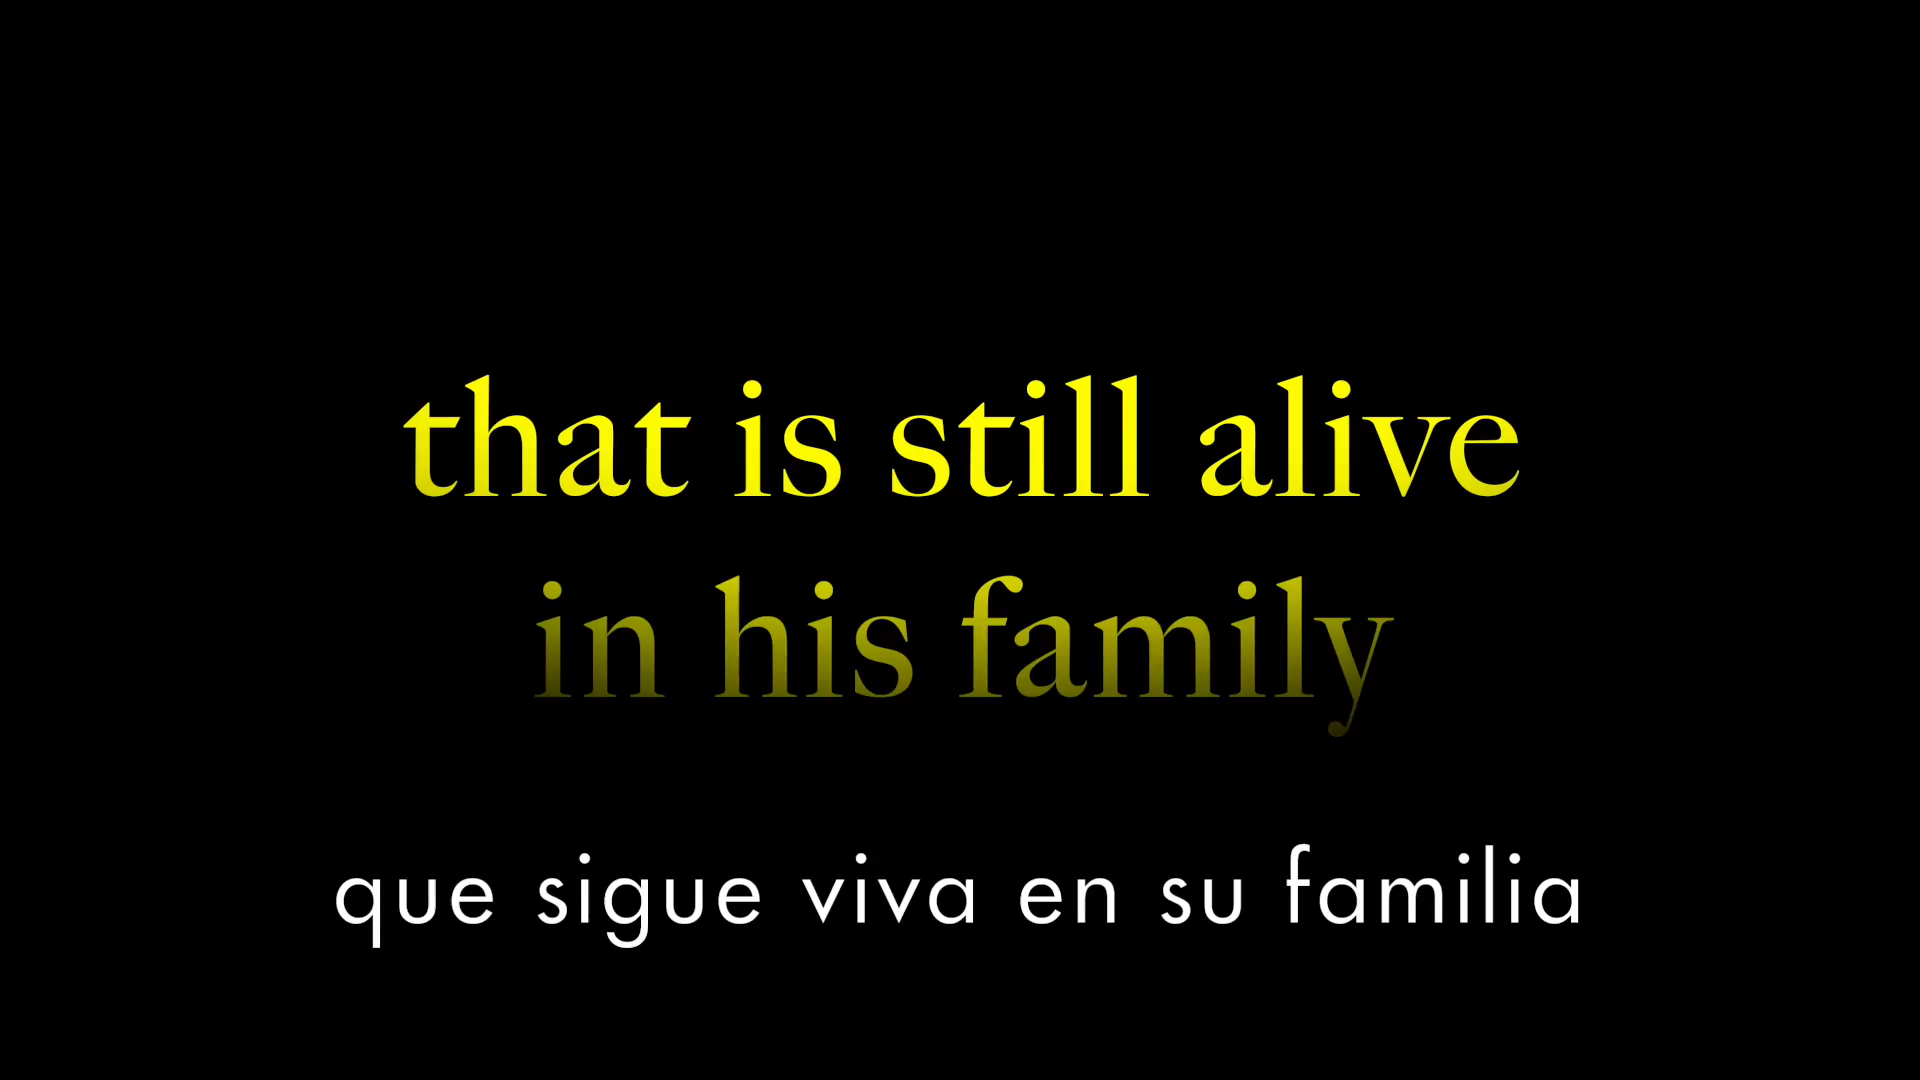 that is still alive
in his family
que sigue viva en su familia